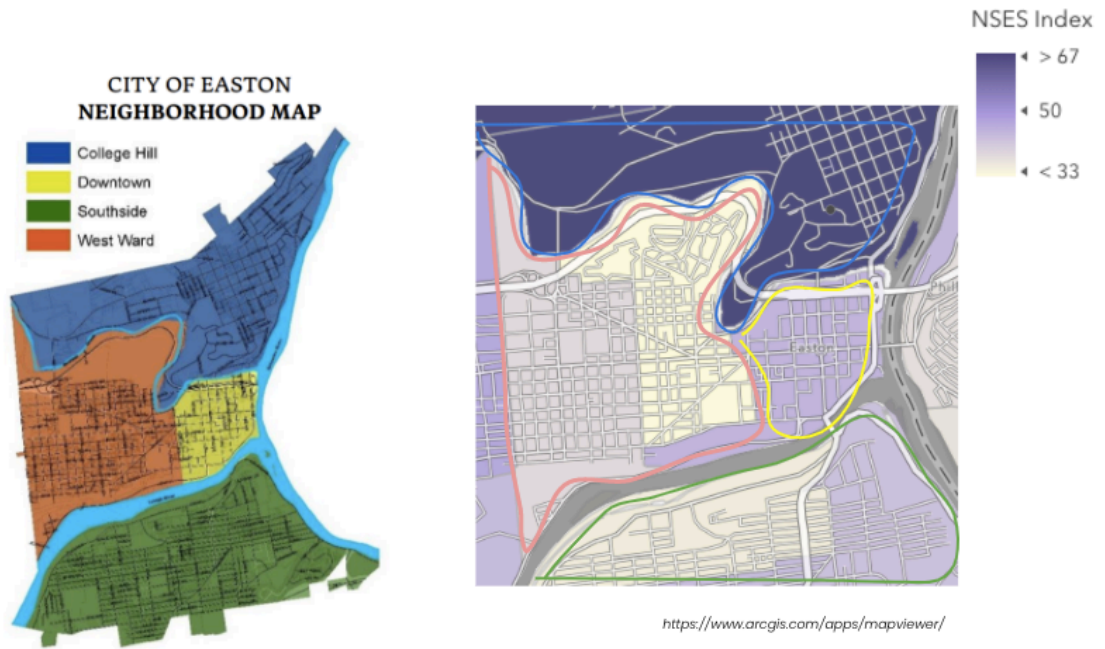 NSES Index
> 67
50
< 33
CITY OF EASTON
NEIGHBORHOOD MAP
College Hill
Downtown
Southside
West Ward
Easton
Phill
https://www.arcgis.com/apps/mapviewer/